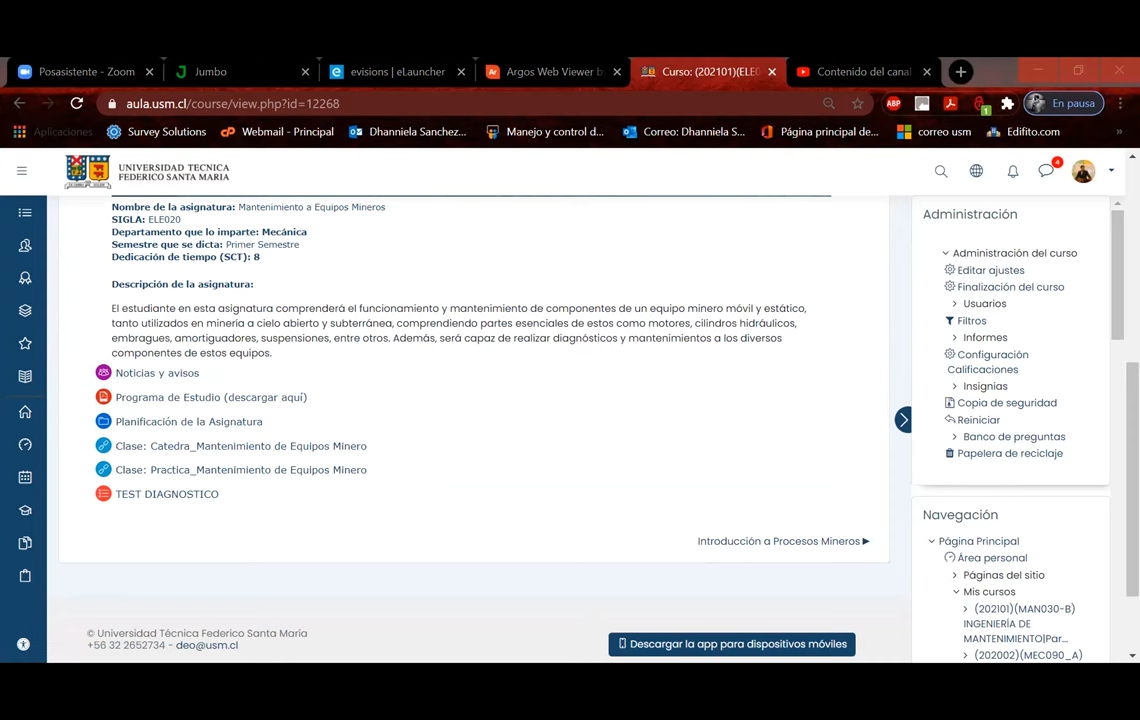 Posasistente - Zoom
Jumbo
evisions | eLauncher
Argos Web Viewer b
Curso: (202101)(ELE0
Contenido del canal
aula.usm.cl/course/view.php?id=12268
ABP
1
En pausa
Aplicaciones
Survey Solutions
Webmail - Principal
Dhanniela Sanchez...
Manejo y control d...
Correo: Dhanniela S...
Página principal de...
correo usm
Edifito.com
»
UNIVERSIDAD TECNICA
FEDERICO SANTA MARIA
4
Nombre de la asignatura: Mantenimiento a Equipos Mineros
SIGLA: ELE020
Departamento que lo imparte: Mecánica
Semestre que se dicta: Primer Semestre
Dedicación de tiempo (SCT): 8
Descripción de la asignatura:
El estudiante en esta asignatura comprenderá el funcionamiento y mantenimiento de componentes de un equipo minero móvil y estático,
tanto utilizados en minería a cielo abierto y subterránea, comprendiendo partes esenciales de estos como motores, cilindros hidráulicos,
embragues, amortiguadores, suspensiones, entre otros. Además, será capaz de realizar diagnósticos y mantenimientos a los diversos
componentes de estos equipos.
Noticias y avisos
Programa de Estudio (descargar aquí)
Planificación de la Asignatura
Clase: Catedra_Mantenimiento de Equipos Minero
Clase: Practica_Mantenimiento de Equipos Minero
TEST DIAGNOSTICO
Introducción a Procesos Mineros
© Universidad Técnica Federico Santa María
+56 32 2652734 - deo@usm.cl
Descargar la app para dispositivos móviles
Administración
Administración del curso
Editar ajustes
Finalización del curso
Usuarios
Filtros
Informes
Configuración
Calificaciones
Insignias
Copia de seguridad
Reiniciar
Banco de preguntas
Papelera de reciclaje
Navegación
Página Principal
Área personal
Páginas del sitio
Mis cursos
(202101)(MAN030-B)
INGENIERÍA DE
MANTENIMIENTO|Par...
(202002)(MEC090_A)